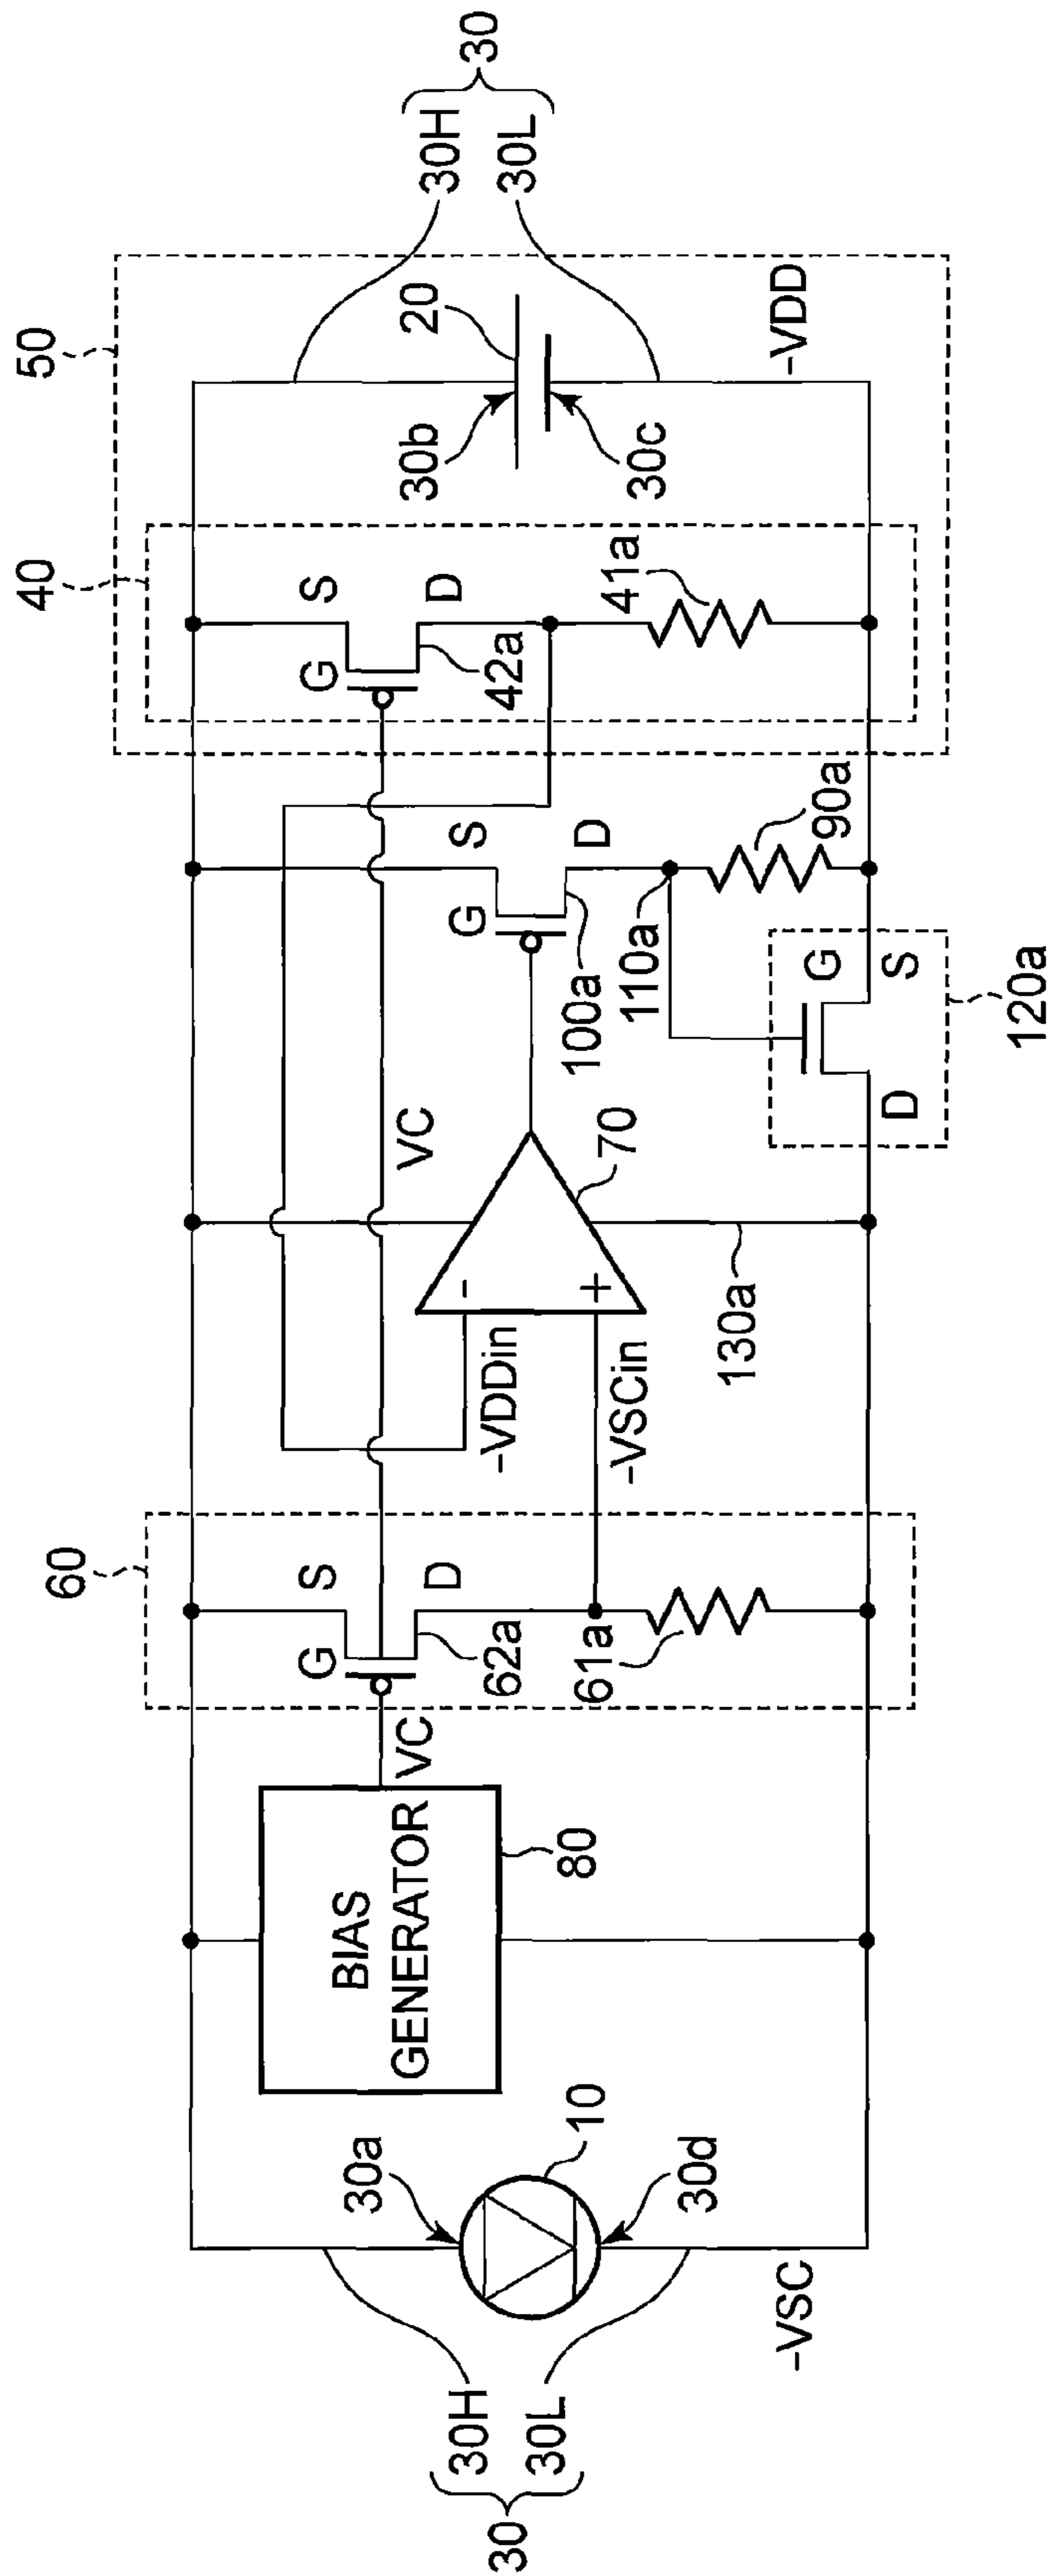 30
30H
30L
30a
10
30d
-VSC
BIAS
GENERATOR
80
VC
60
S
G
D
62a
61a
-VDDin
-VSCin
-
+
70
130a
VC
S
G
D
100a
110a
90a
G
D
S
120a
40
50
S
G
D
42a
41a
30b
20
30c
-VDD
30H
30L
30